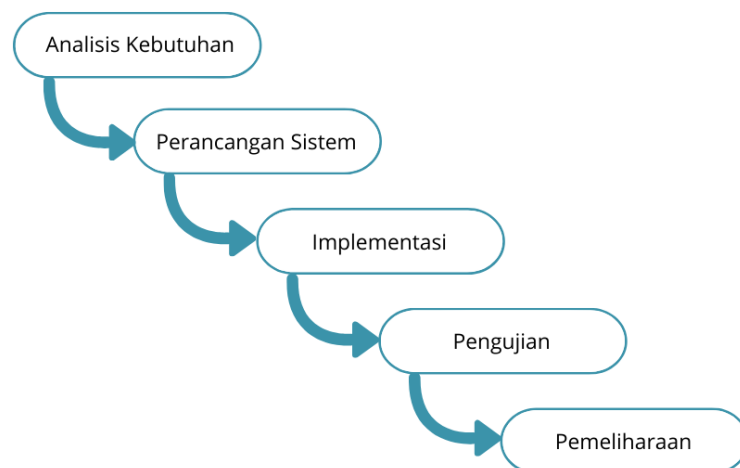 Analisis Kebutuhan
Perancangan Sistem
Implementasi
Pengujian
Pemeliharaan